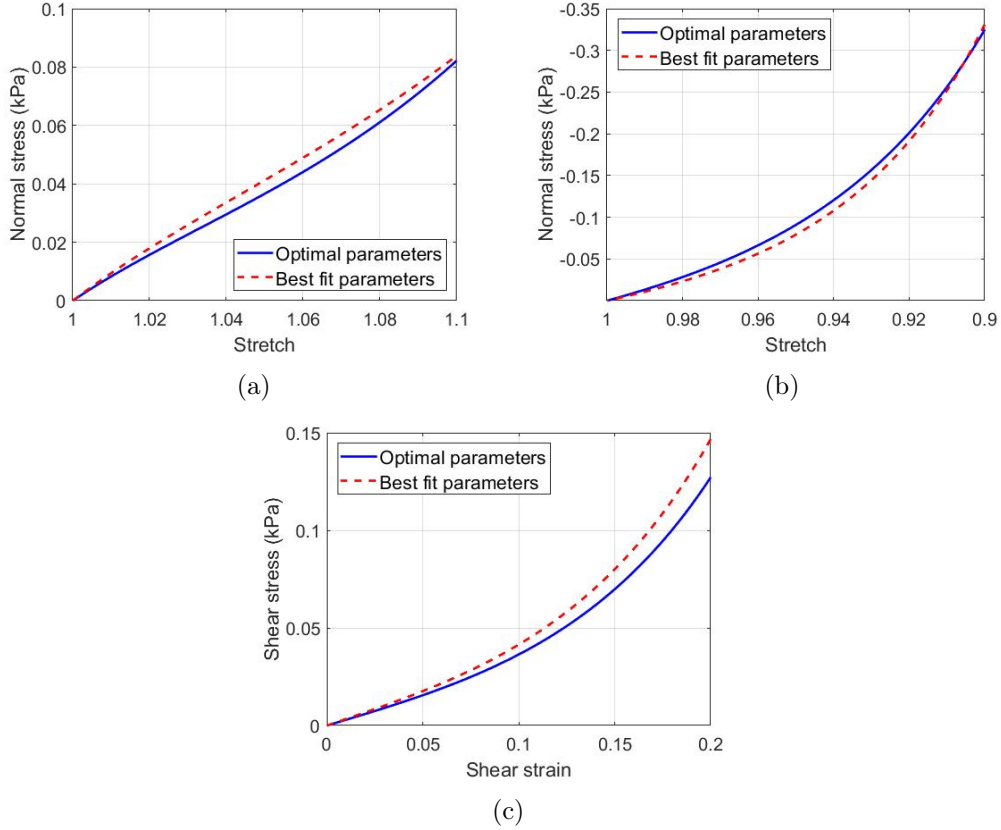 0.1
0.08
0.06
0.04
0.02
0
Normal stress (kPa)
Optimal parameters
Best fit parameters
1
1.02
1.04
1.06
1.08
1.1
Stretch
(a)
-0.35
-0.3
-0.25
-0.2
-0.15
-0.1
-0.05
Normal stress (kPa)
Optimal parameters
Best fit parameters
1
0.98
0.96
0.94
0.92
0.9
Stretch
(b)
0.15
0.1
0.05
0
Shear stress (kPa)
Optimal parameters
Best fit parameters
0
0.05
0.1
0.15
0.2
Shear strain
(c)